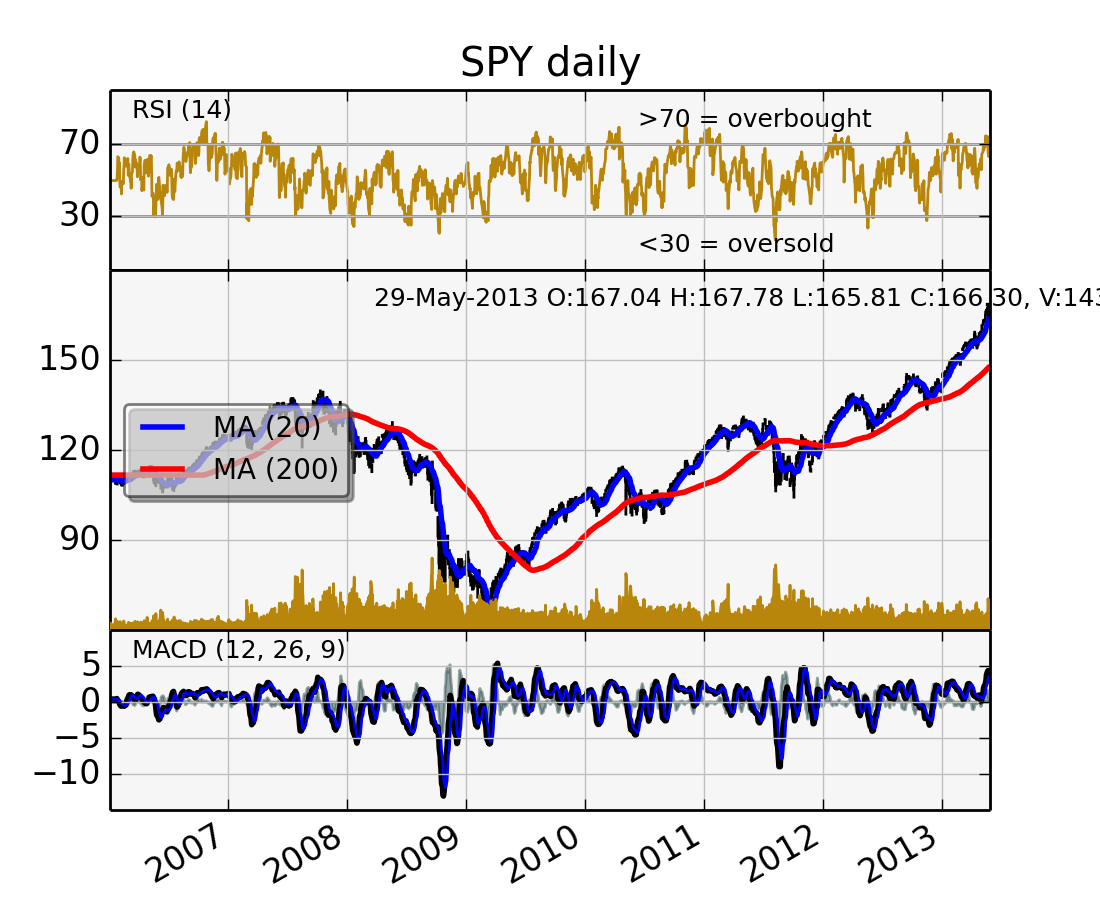 SPY daily
RSI (14)
>70 = overbought
70
30
<30 = oversold
29-May-2013 O:167.04 H:167.78 L:165.81 C:166.30, V:143
150
120
90
MA (20)
MA (200)
MACD (12, 26, 9)
5
0
−5
−10
2007 2008 2009 2010 2011 2012 2013